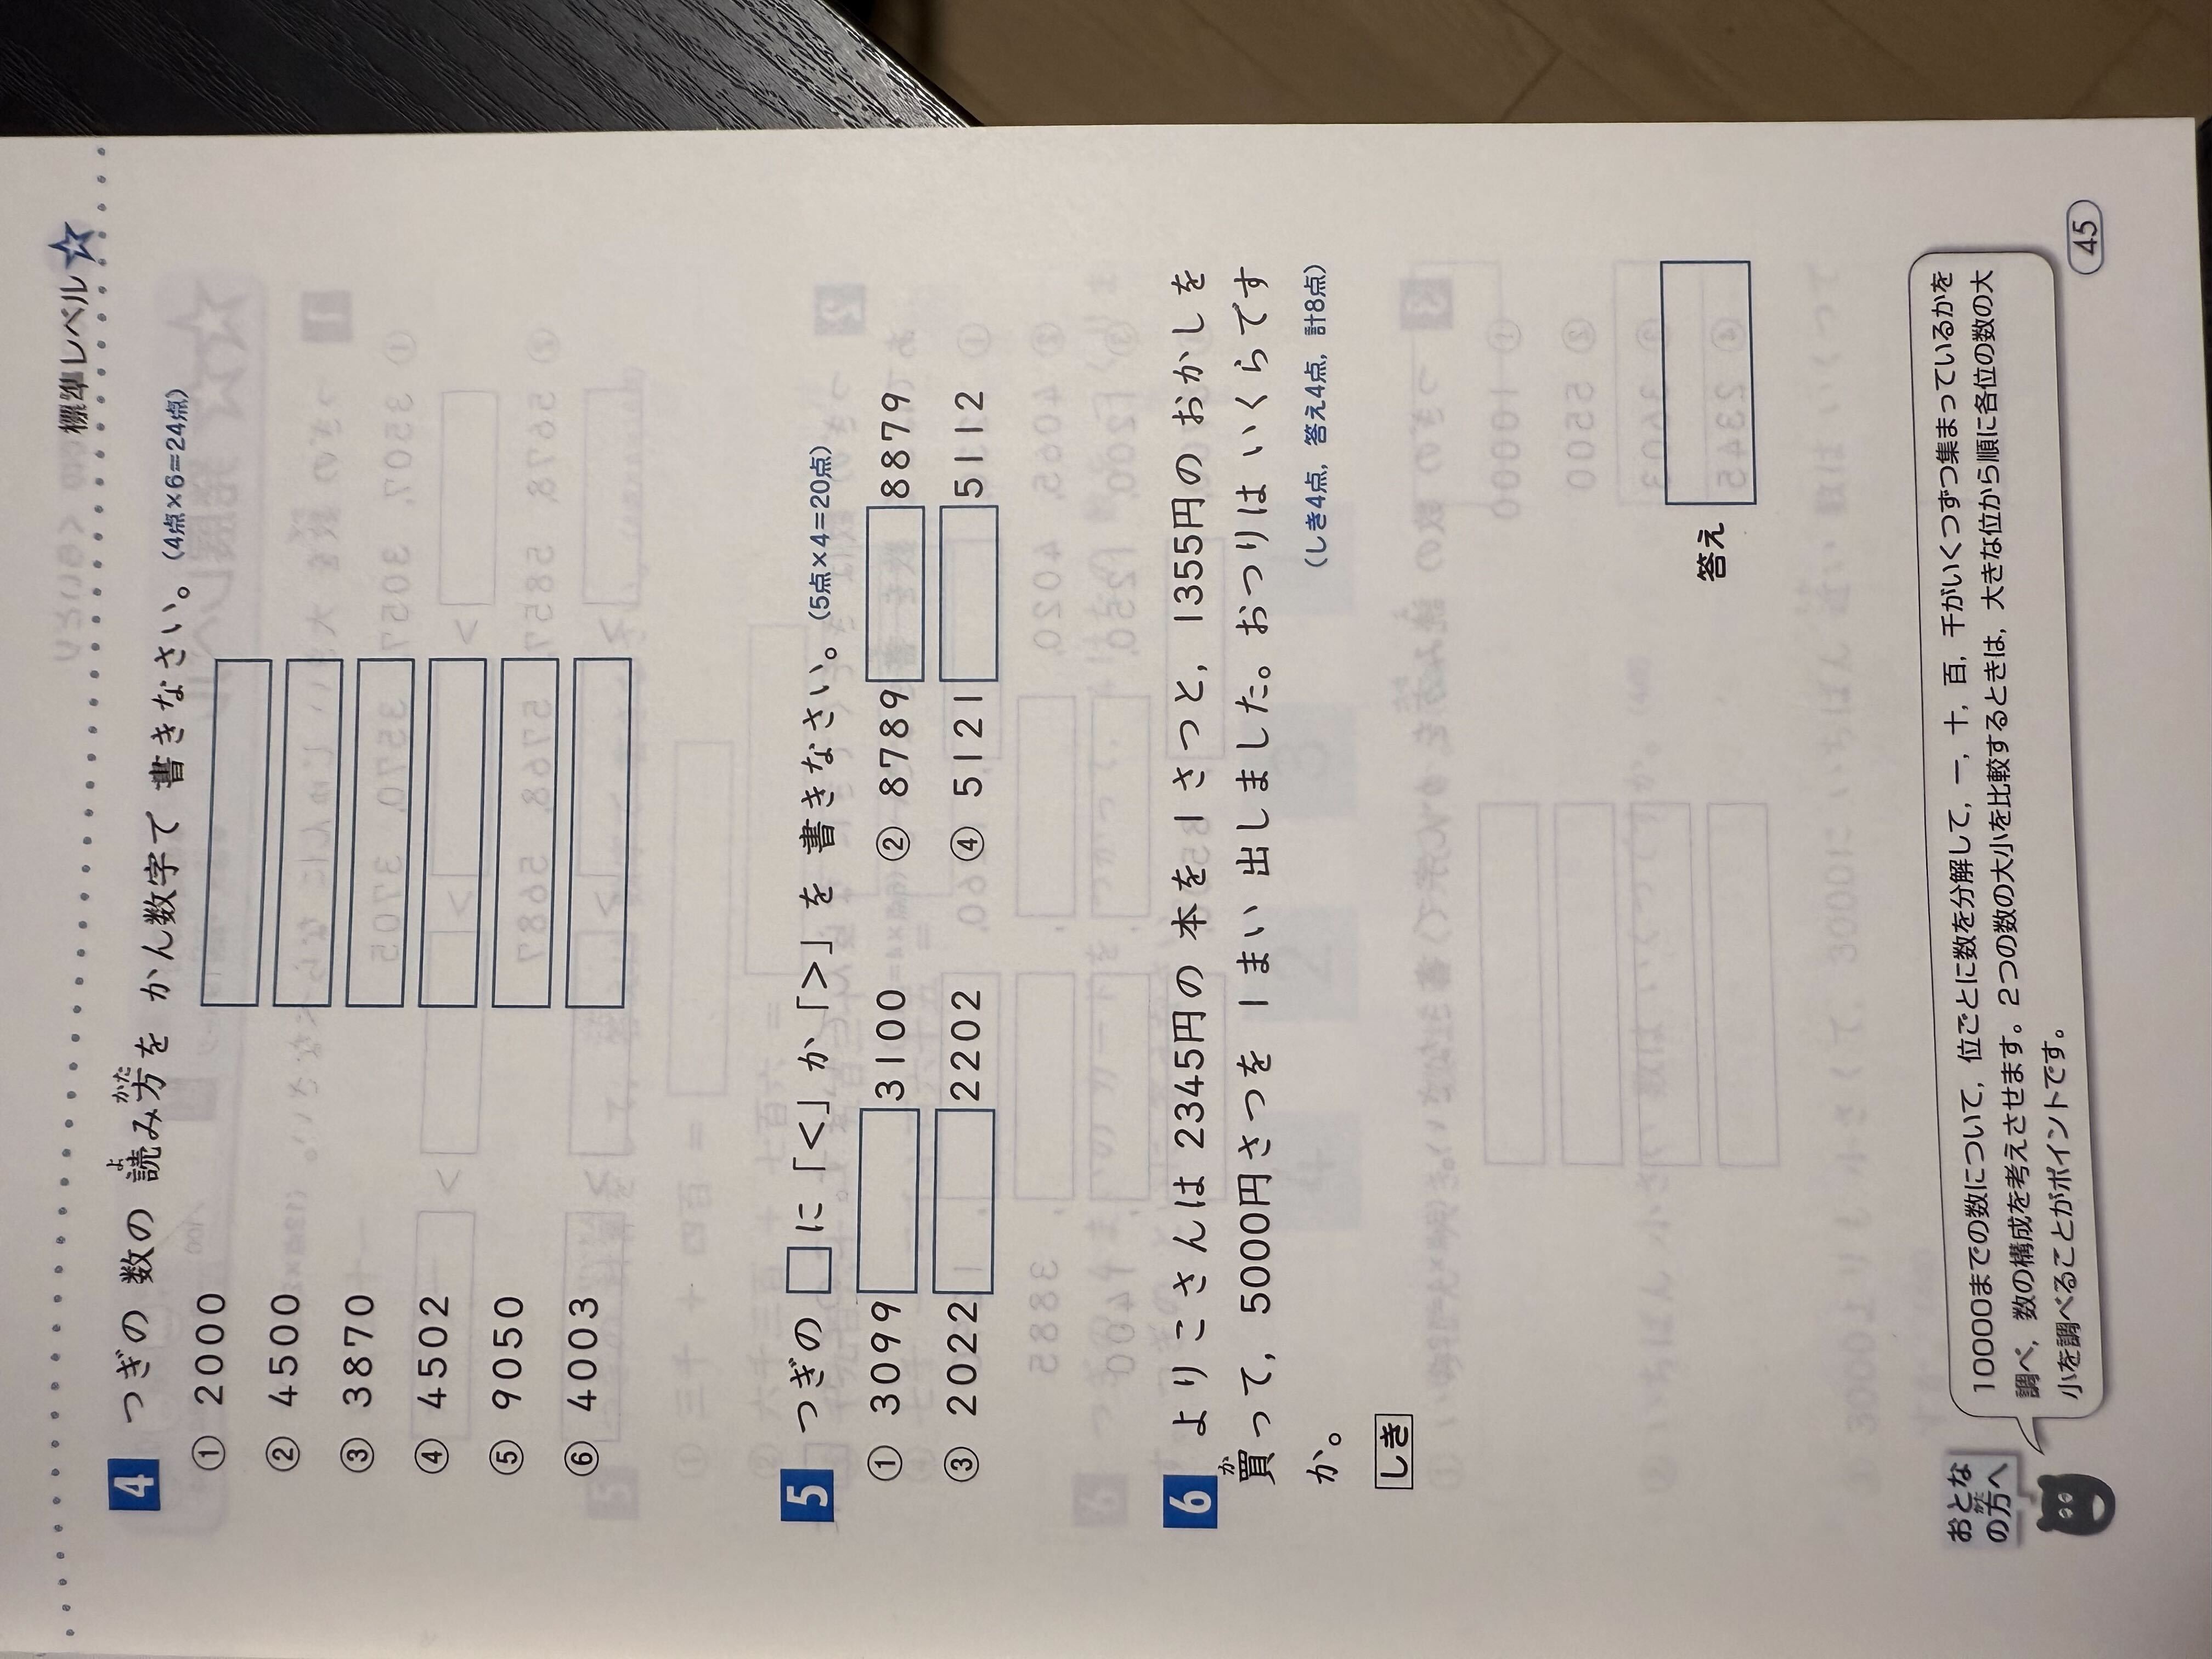 標準レベル
4 つぎの 数の 読み方を かん数字で 書きなさい。(4点×6=24点)
① 2000
② 4500
③ 3870
④ 4502
⑤ 9050
⑥ 4003
5 つぎの □に「<」か「>」を 書きなさい。(5点×4=20点)
① 3099 3100 ② 8789 8879
③ 2022 2202 ④ 5121 5112
6 よりこさんは 2345円の 本を 1さつと, 1355円の おかしを
買って, 5000円さつを 1まい 出しました。おつりは いくらです
か。 (しき4点, 答え4点, 計8点)
しき
答え
おとな
の方へ
10000までの数について, 位ごとに数を分解して, 一, 十, 百, 千がいくつずつ集まっているかを
調べ, 数の構成を考えさせます。2つの数の大小を比較するときは, 大きな位から順に各位の数の大
小を調べることがポイントです。
45